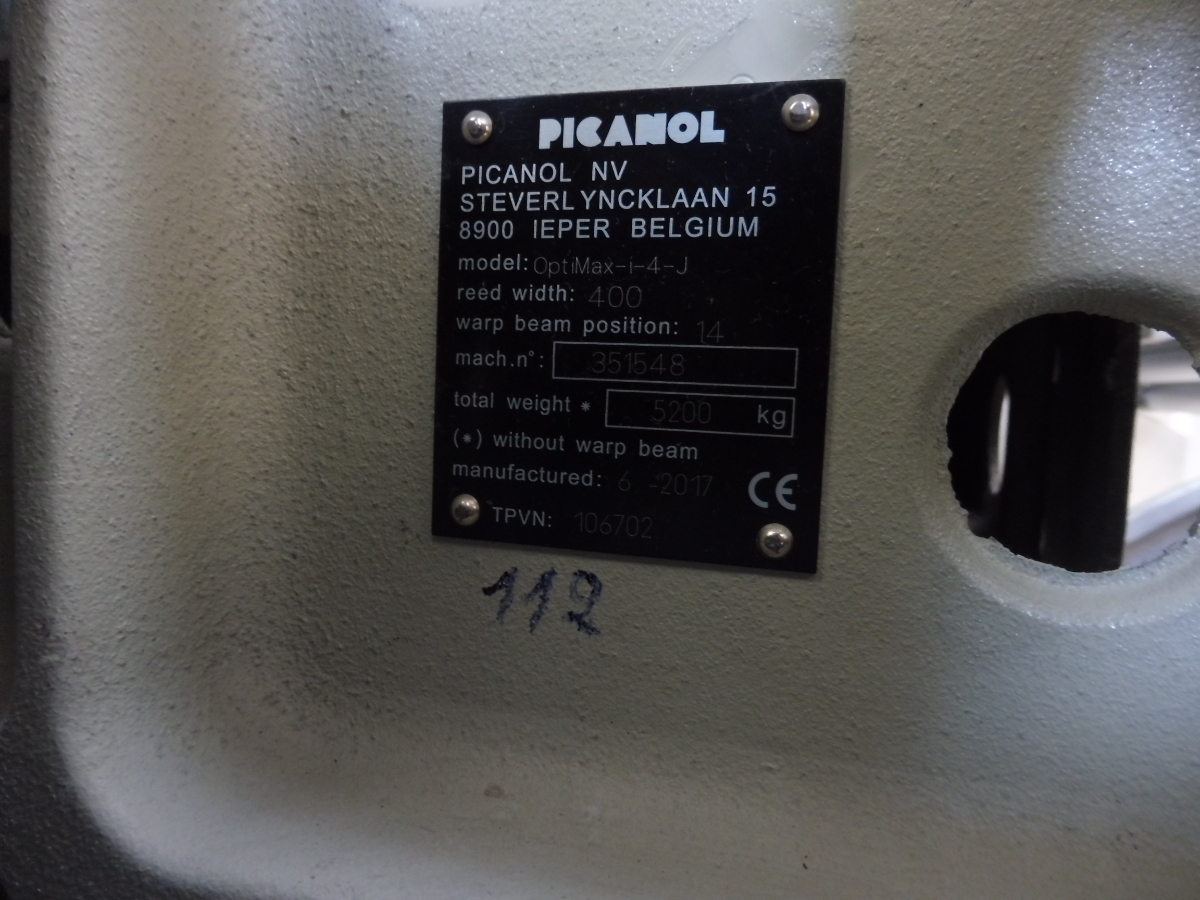 PICANOL
PICANOL NV
STEVERLYNCKLAAN 15
8900 IEPER BELGIUM
model: OptiMax-i-4-J
reed width: 400
warp beam position: 14
mach.n°: 351548
total weight * 5200 kg
(*) without warp beam
manufactured: 6 -2017 CE
TPVN: 106702
112